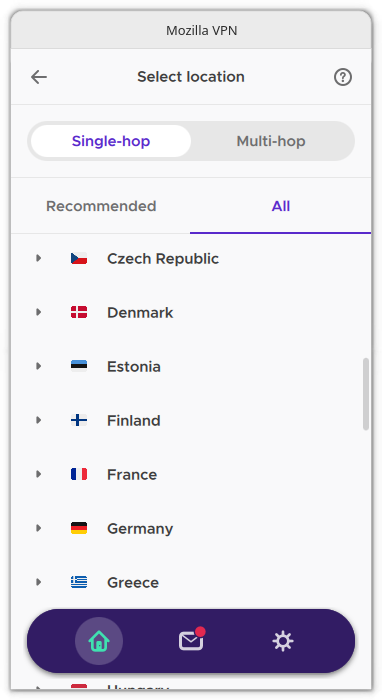 Mozilla VPN
Select location
Single-hop Multi-hop
Recommended All
Czech Republic
Denmark
Estonia
Finland
France
Germany
Greece
Hungary